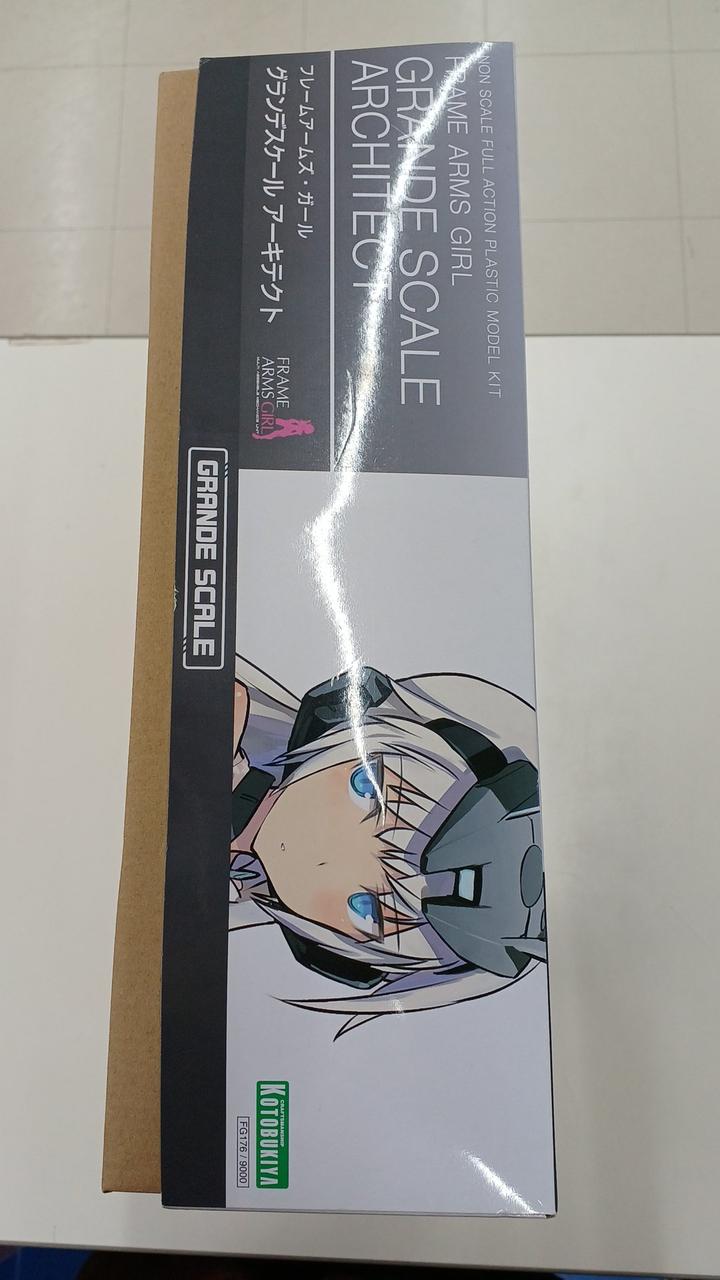 NON SCALE FULL ACTION PLASTIC MODEL KIT
FRAME ARMS GIRL
GRANDE SCALE
ARCHITECT
フレームアームズ・ガール
グランデスケール アーキテクト
FRAME
ARMS GIRL
GRANDE SCALE
CRAFTSMANSHIP
KOTOBUKIYA
FG176 / 9000